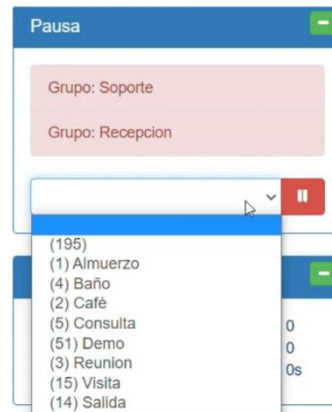 Pausa
Grupo: Soporte
Grupo: Recepcion
(195)
(1) Almuerzo
(4) Baño
(2) Café
(5) Consulta
(51) Demo
(3) Reunion
(15) Visita
(14) Salida
0
0
0s